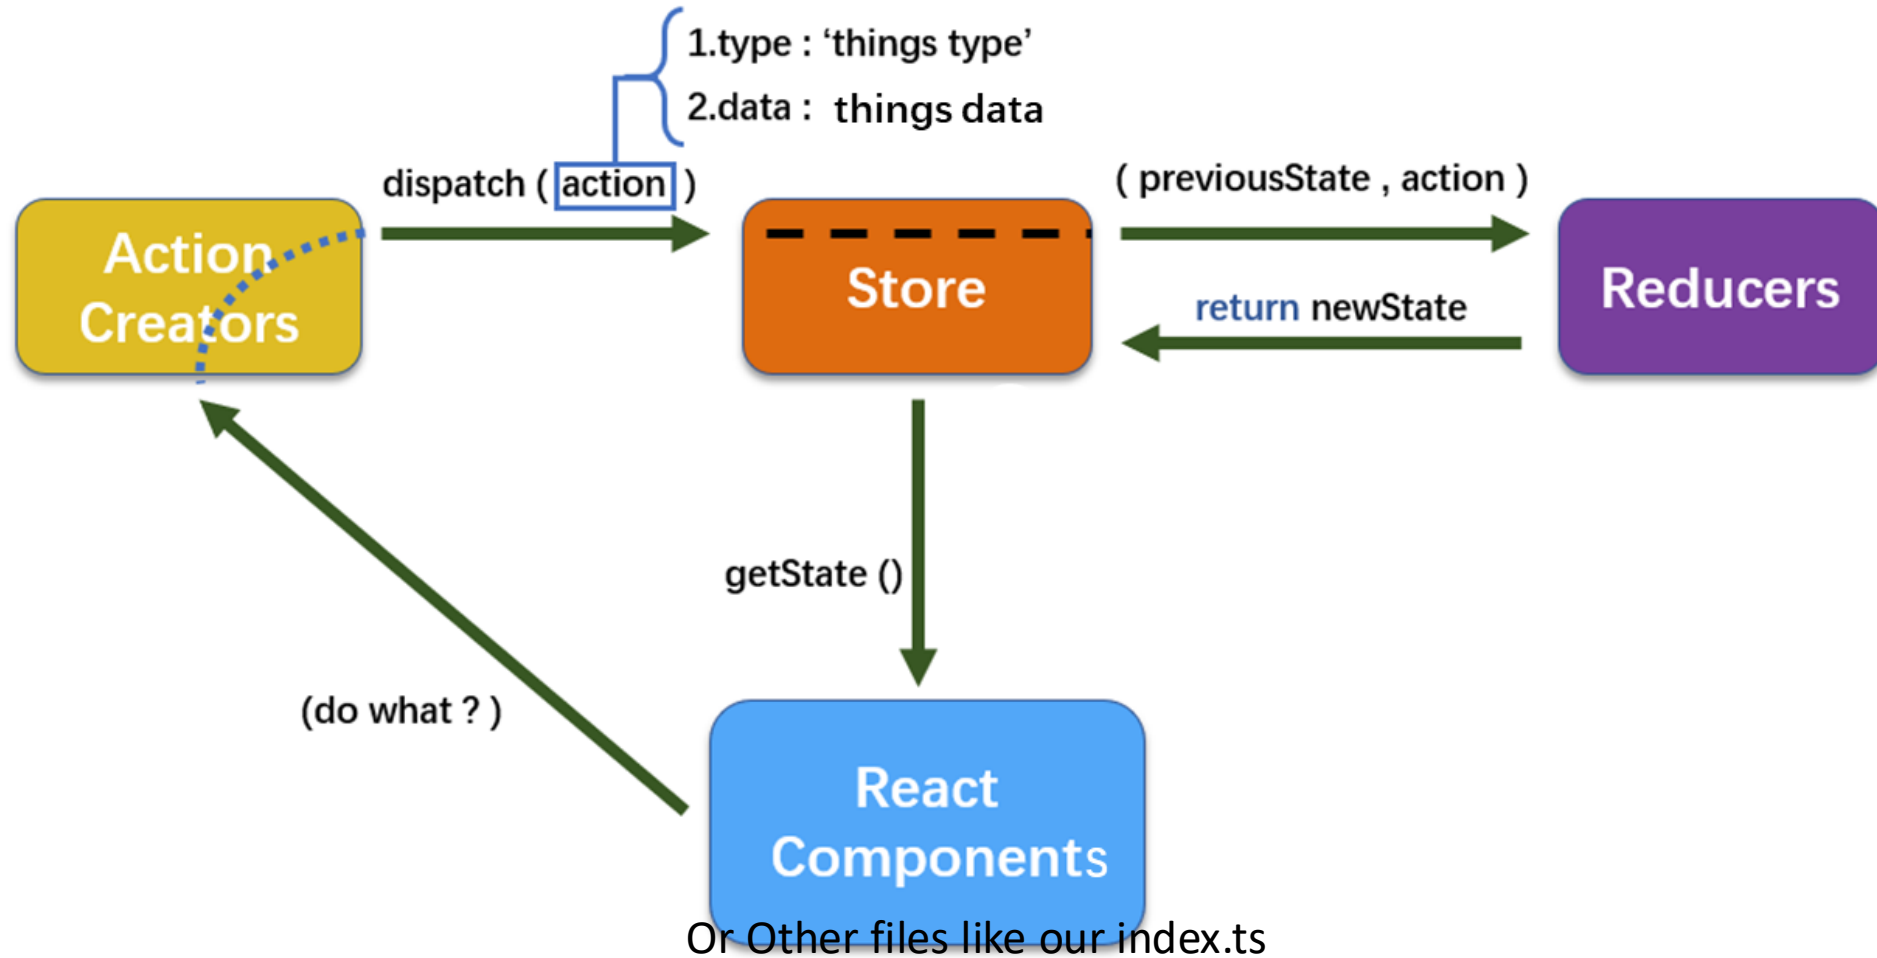 1.type : ‘things type’
2.data : things data
dispatch ( action )
( previousState , action )
Action
Creators
Store
return newState
Reducers
getState ()
(do what ? )
React
Components
Or Other files like our index.ts